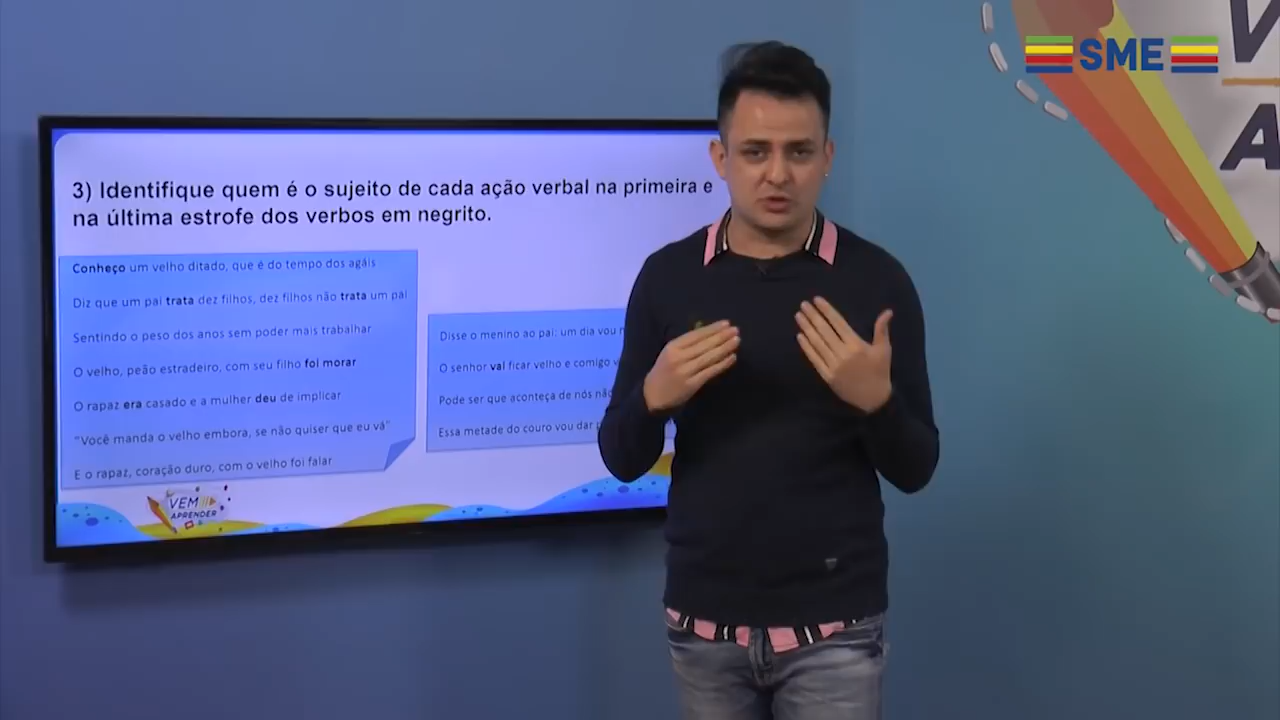 SME
3) Identifique quem é o sujeito de cada ação verbal na primeira e
na última estrofe dos verbos em negrito.
Conheço um velho ditado, que é do tempo dos agáis
Diz que um pai trata dez filhos, dez filhos não trata um pai
Sentindo o peso dos anos sem poder mais trabalhar
O velho, peão estradeiro, com seu filho foi morar
O rapaz era casado e a mulher deu de implicar
"Você manda o velho embora, se não quiser que eu vá"
E o rapaz, coração duro, com o velho foi falar
Disse o menino ao pai: um dia vou
O senhor vai ficar velho e comigo
Pode ser que aconteça de nós
Essa metade do couro vou dar
VEM
APRENDER